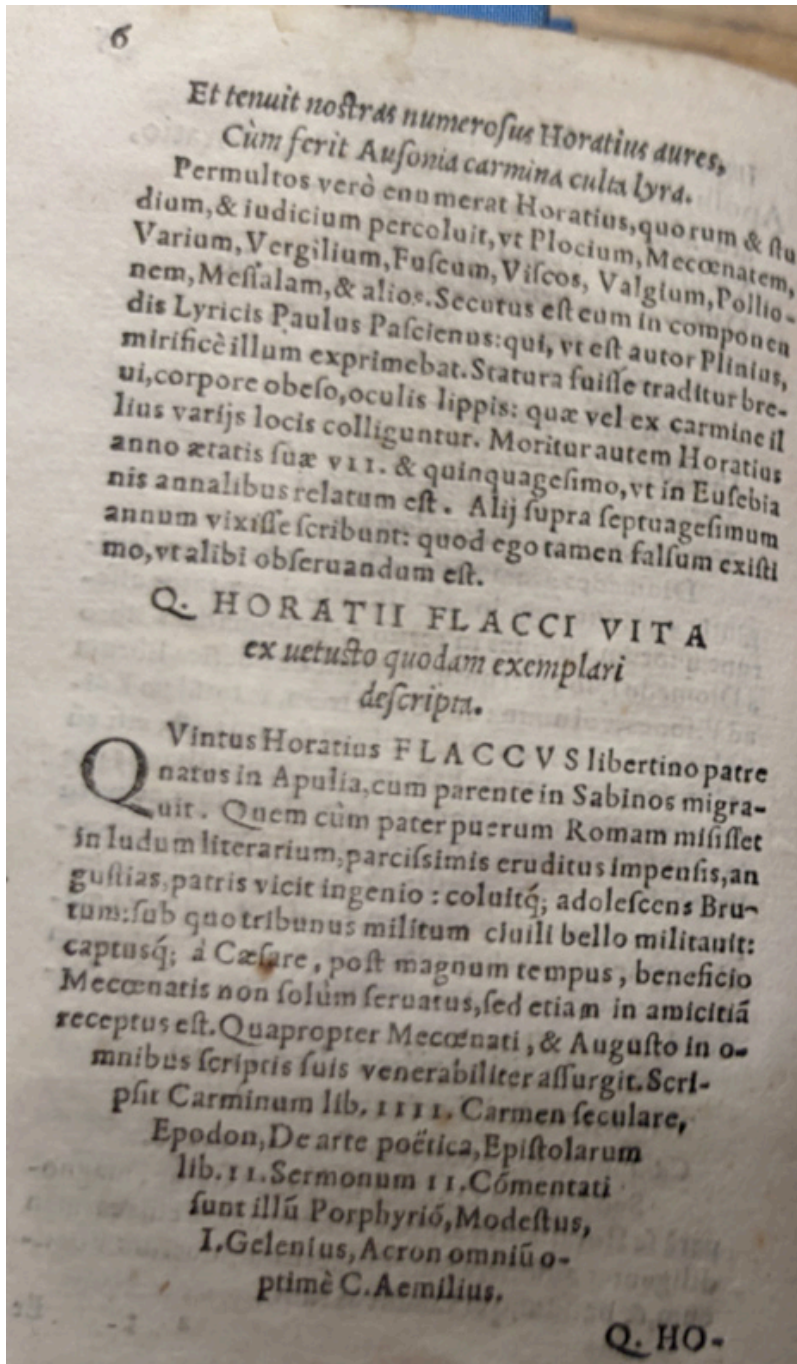 6
Et tenuit nostras numerosus Horatius aures,
Cùm ferit Ausonia carmina culta lyra.
Permultos verò enumerat Horatius, quorum & stu
dium, & iudicium percoluit, vt Plocium, Mecœnatem,
Varium, Vergilium, Fuscum, Viscos, Valgium, Pollio-
nem, Messalam, & alios. Secutus est eum in componen
dis Lyricis Paulus Pascienus: qui, vt est autor Plinius,
mirificè illum exprimebat. Statura fuisse traditur bre-
ui, corpore obeso, oculis lippis: quæ vel ex carmine il
lius varijs locis colliguntur. Moritur autem Horatius
anno ætatis suæ VII. & quinquagesimo, vt in Eusebia
nis annalibus relatum est. Alij supra septuagesimum
annum vixisse scribunt: quod ego tamen falsum existi
mo, vt alibi obseruandum est.
Q. HORATII FLACCI VITA
ex uetusto quodam exemplari
descripta.
QVintus Horatius FLACCVS libertino patre
natus in Apulia, cum parente in Sabinos migra-
uit. Quem cùm pater puerum Romam misisset
in ludum literarium, parcissimis eruditus impensis, an
gustias, patris vicit ingenio: coluitq́; adolescens Bru-
tum: sub quo tribunus militum ciuili bello militauit:
captusq́; à Cæsare, post magnum tempus, beneficio
Mecœnatis non solùm seruatus, sed etiam in amicitiā
receptus est. Quapropter Mecœnati, & Augusto in o-
mnibus scriptis suis venerabiliter assurgit. Scri-
psit Carminum lib. IIII. Carmen seculare,
Epodon, De arte poëtica, Epistolarum
lib. II. Sermonum II. Cómentati
sunt illū Porphyrió, Modestus,
I. Gelenius, Acron omniū o-
ptimè C. Aemilius.
Q. HO-